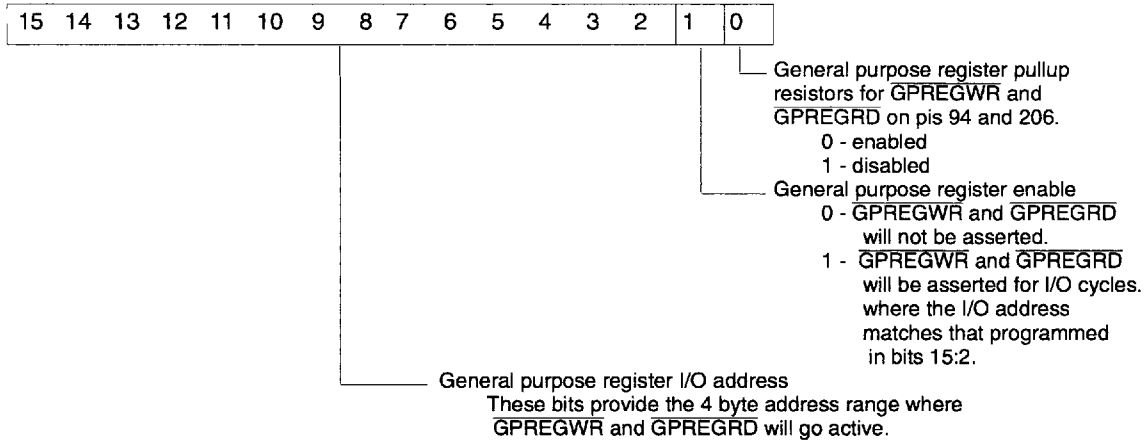 15 14 13 12 11 10 9 8 7 6 5 4 3 2 1 0
General purpose register pullup
resistors for GPREGWR and
GPREGRD on pis 94 and 206.
0 - enabled
1 - disabled
General purpose register enable
0 - GPREGWR and GPREGRD
will not be asserted.
1 - GPREGWR and GPREGRD
will be asserted for I/O cycles.
where the I/O address
matches that programmed
in bits 15:2.
General purpose register I/O address
These bits provide the 4 byte address range where
GPREGWR and GPREGRD will go active.